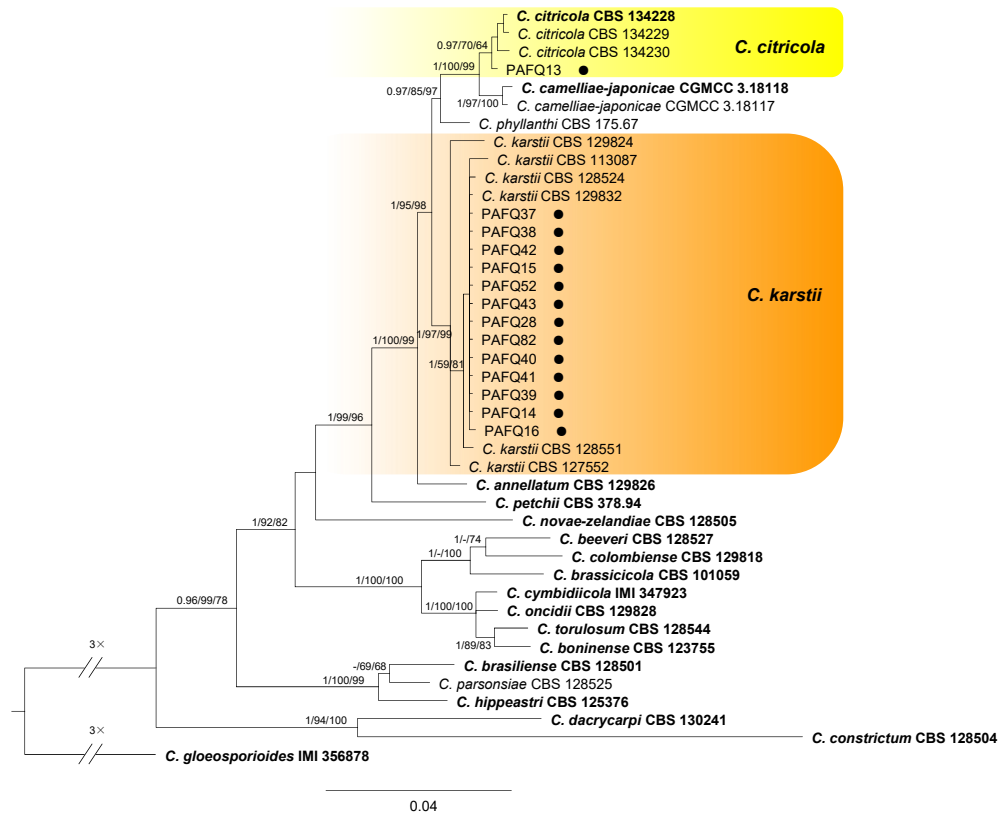 C. citricola CBS 134228
C. citricola CBS 134229
0.97/70/64
C. citricola CBS 134230
C. citricola
PAFQ13
1/100/99
C. camelliae-japonicae CGMCC 3.18118
0.97/85/97
1/97/100
C. camelliae-japonicae CGMCC 3.18117
C. phyllanthi CBS 175.67
C. karstii CBS 129824
C. karstii CBS 113087
C. karstii CBS 128524
C. karstii CBS 129832
1/95/98
PAFQ37
PAFQ38
PAFQ42
PAFQ15
PAFQ52
C. karstii
PAFQ43
PAFQ28
1/97/99
1/100/99
PAFQ82
PAFQ40
1/59/81
PAFQ41
PAFQ39
PAFQ14
1/99/96
PAFQ16
C. karstii CBS 128551
C. karstii CBS 127552
C. annellatum CBS 129826
C. petchii CBS 378.94
C. novae-zelandiae CBS 128505
1/92/82
C. beeveri CBS 128527
1/-/74
1/-/100
C. colombiense CBS 129818
C. brassicicola CBS 101059
1/100/100
C. cymbidiicola IMI 347923
0.96/99/78
1/100/100
C. oncidii CBS 129828
C. torulosum CBS 128544
1/89/83
C. boninense CBS 123755
3×
C. brasiliense CBS 128501
-/69/68
1/100/99
C. parsonsiae CBS 128525
C. hippeastri CBS 125376
1/94/100
C. dacrycarpi CBS 130241
3×
C. constrictum CBS 128504
C. gloeosporioides IMI 356878
0.04